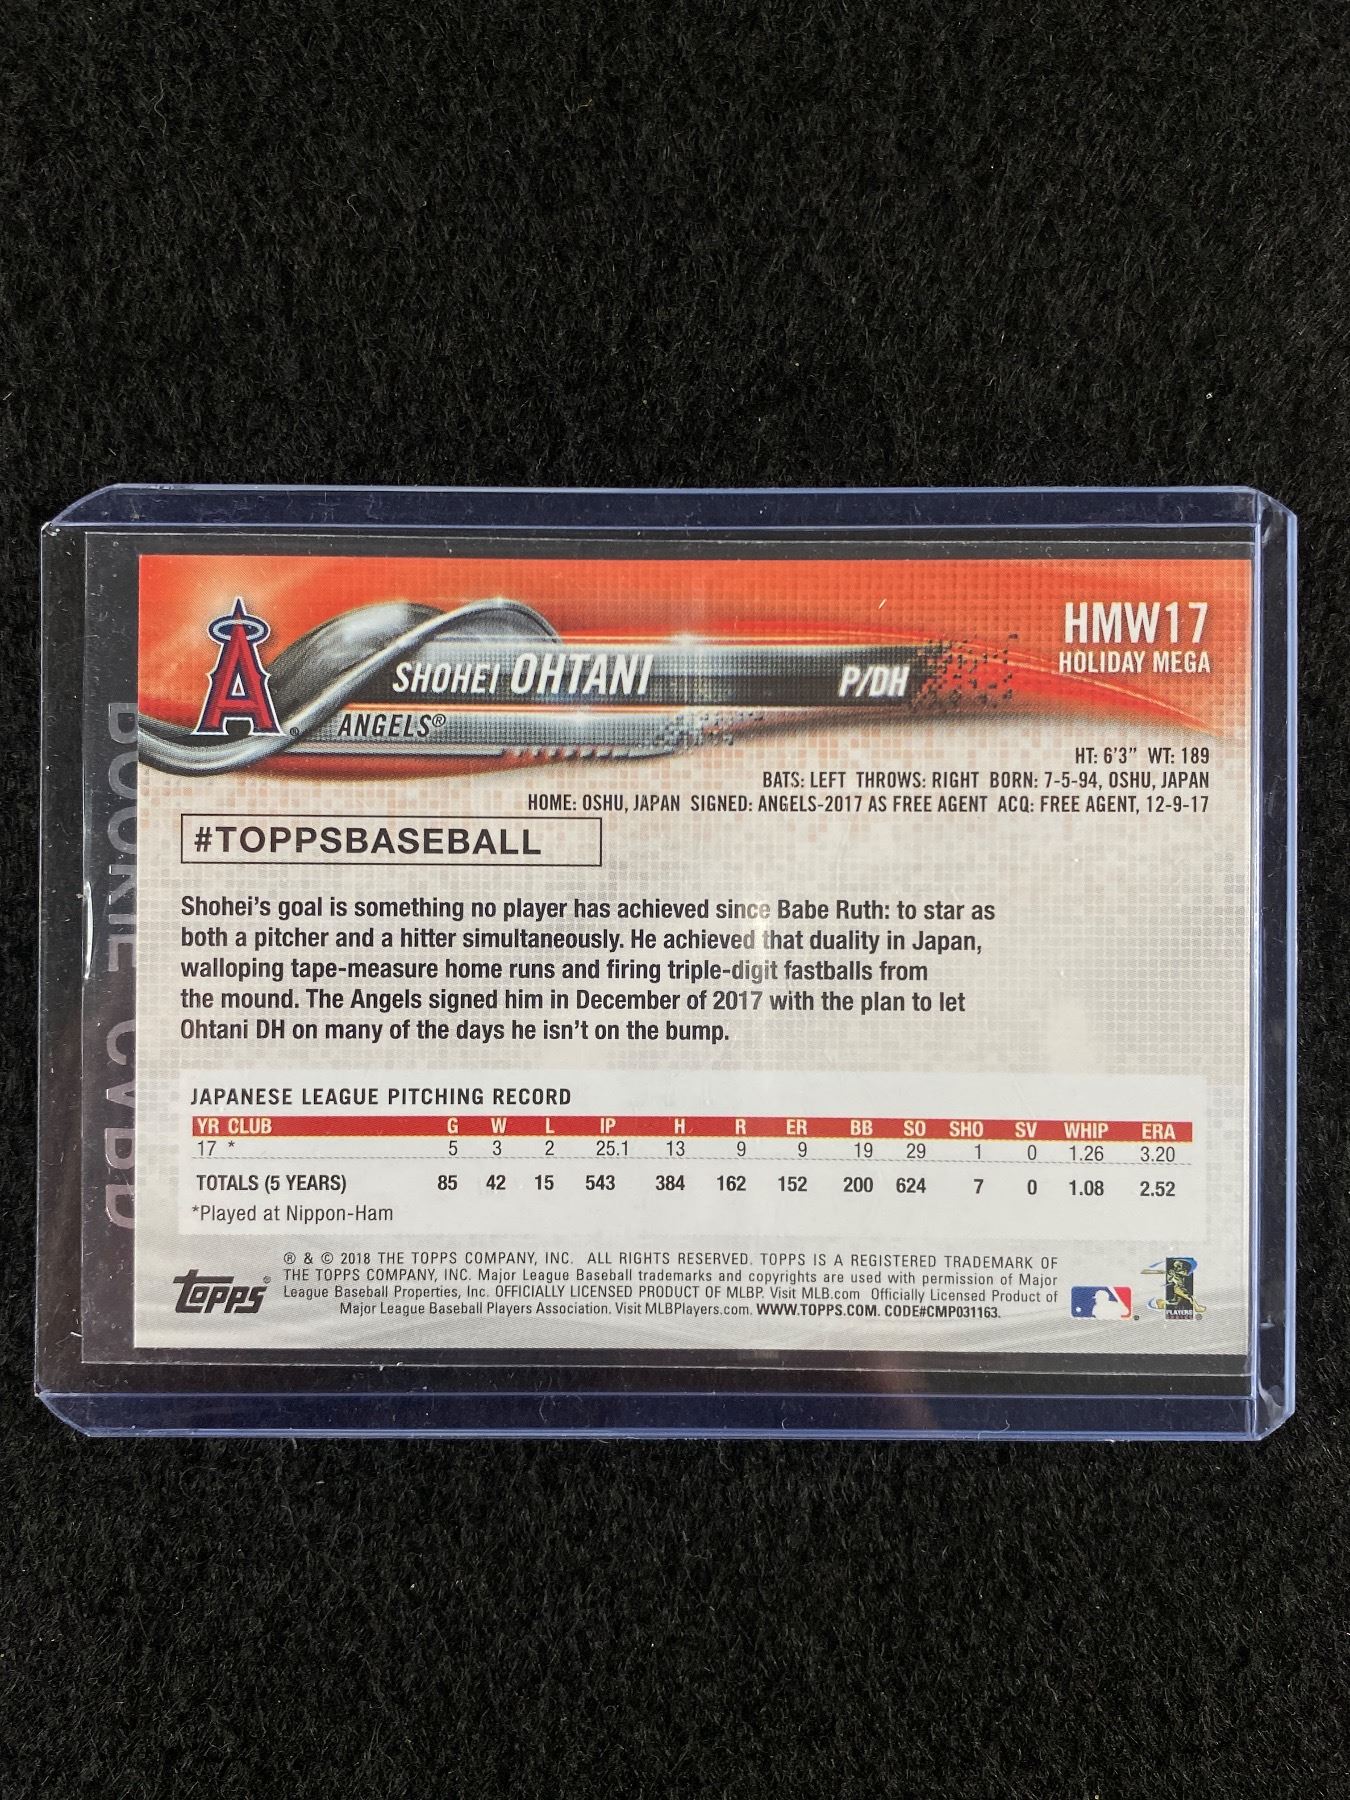 HMW17
HOLIDAY MEGA
SHOHEI OHTANI P/DH
ANGELS®
HT: 6'3" WT: 189
BATS: LEFT THROWS: RIGHT BORN: 7-5-94, OSHU, JAPAN
HOME: OSHU, JAPAN SIGNED: ANGELS-2017 AS FREE AGENT ACQ: FREE AGENT, 12-9-17
#TOPPSBASEBALL
Shohei's goal is something no player has achieved since Babe Ruth: to star as
both a pitcher and a hitter simultaneously. He achieved that duality in Japan,
walloping tape-measure home runs and firing triple-digit fastballs from
the mound. The Angels signed him in December of 2017 with the plan to let
Ohtani DH on many of the days he isn't on the bump.
JAPANESE LEAGUE PITCHING RECORD
YR CLUB G W L IP H R ER BB SO SHO SV WHIP ERA
17 * 5 3 2 25.1 13 9 9 19 29 1 0 1.26 3.20
TOTALS (5 YEARS) 85 42 15 543 384 162 152 200 624 7 0 1.08 2.52
*Played at Nippon-Ham
® & © 2018 THE TOPPS COMPANY, INC. ALL RIGHTS RESERVED. TOPPS IS A REGISTERED TRADEMARK OF
THE TOPPS COMPANY, INC. Major League Baseball trademarks and copyrights are used with permission of Major
League Baseball Properties, Inc. OFFICIALLY LICENSED PRODUCT OF MLBP. Visit MLB.com Officially Licensed Product of
Major League Baseball Players Association. Visit MLBPlayers.com. WWW.TOPPS.COM. CODE#CMP031163.
topps®
PLAYERS